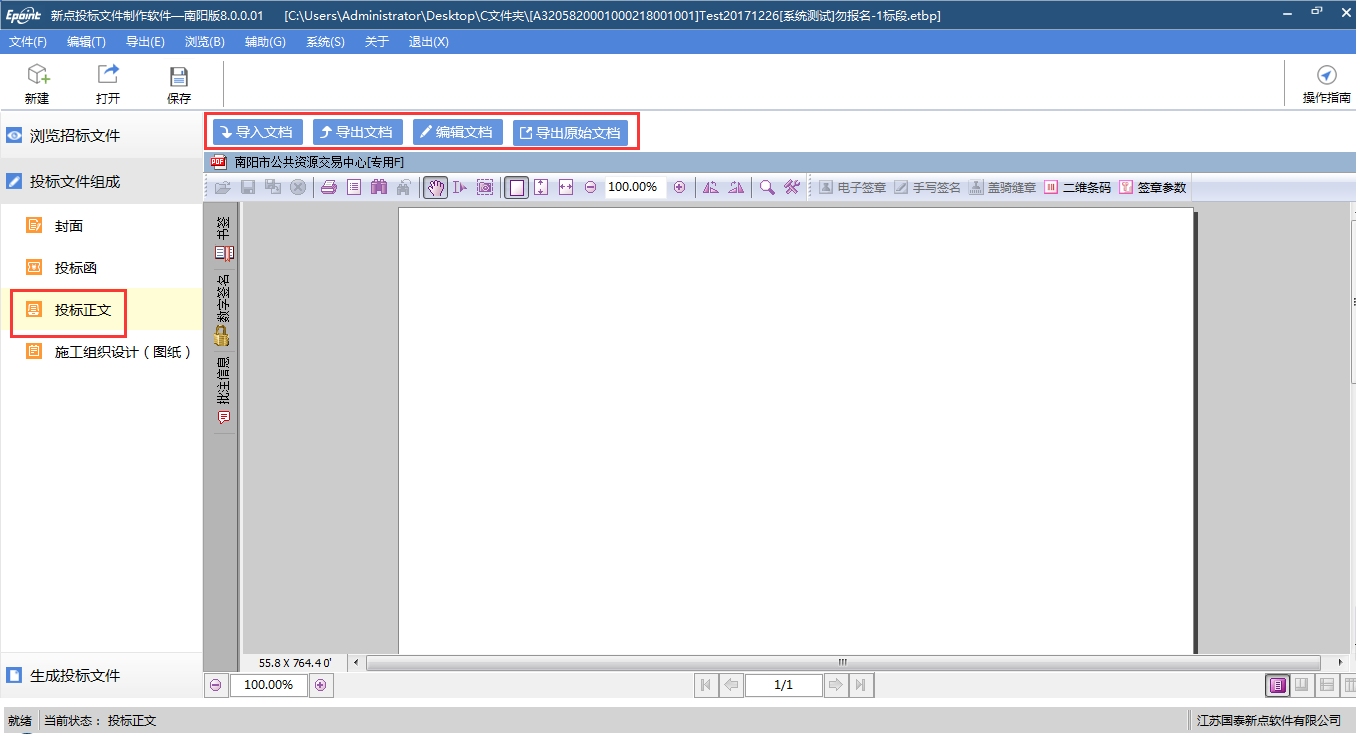 Epoint 新点投标文件制作软件—南阳版8.0.0.01 [C:\Users\Administrator\Desktop\C文件夹\[A3205820001000218001001]Test20171226[系统测试]勿报名-1标段.etbp]
文件(F) 编辑(T) 导出(E) 浏览(B) 辅助(G) 系统(S) 关于 退出(X)
新建 打开 保存 操作指南
浏览招标文件
投标文件组成
封面
投标函
投标正文
施工组织设计（图纸）
生成投标文件
导入文档 导出文档 编辑文档 导出原始文档
PDF 南阳市公共资源交易中心[专用F]
100.00% 电子签章 手写签名 盖骑缝章 二维条码 签章参数
书签
数字签名
批注信息
55.8 X 764.4 0'
100.00% 1/1
就绪 当前状态： 投标正文 江苏国泰新点软件有限公司